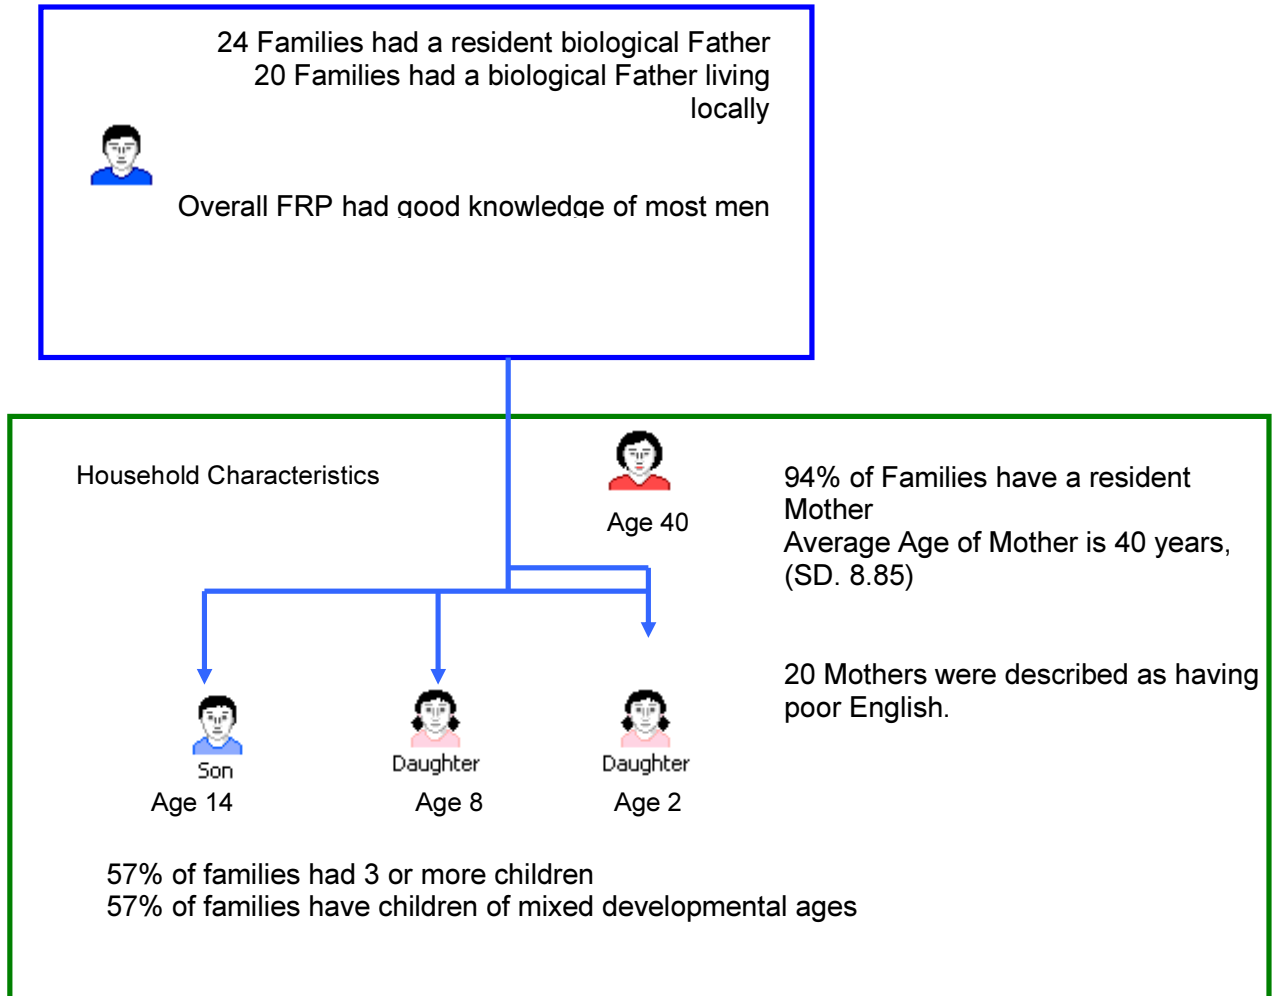 24 Families had a resident biological Father
20 Families had a biological Father living
locally
Overall FRP had good knowledge of most men
Household Characteristics
Age 40
94% of Families have a resident
Mother
Average Age of Mother is 40 years,
(SD. 8.85)
20 Mothers were described as having
poor English.
Son
Age 14
Daughter
Age 8
Daughter
Age 2
57% of families had 3 or more children
57% of families have children of mixed developmental ages